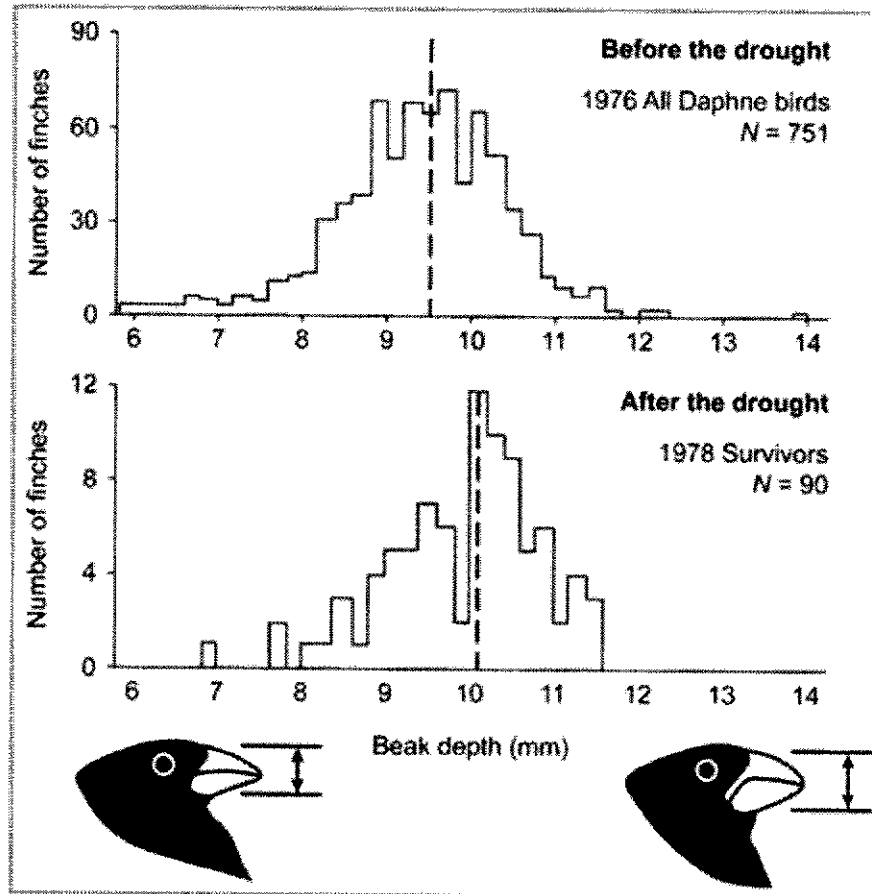 Number of finches
90
60
30
0
Before the drought
1976 All Daphne birds
N = 751
6 7 8 9 10 11 12 13 14
Number of finches
12
8
4
0
After the drought
1978 Survivors
N = 90
6 7 8 9 10 11 12 13 14
Beak depth (mm)